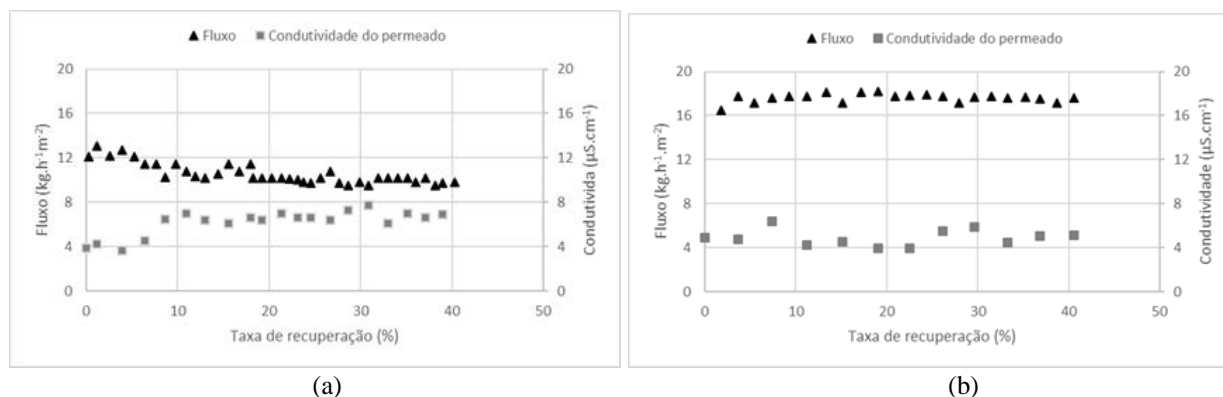 (b)
▲ Fluxo ■ Condutividade do permeado
20
16
12
8
4
0
Fluxo (kg.h⁻¹m⁻²)
20
16
12
8
4
0
Condutivida (µS.cm⁻¹)
0 10 20 30 40 50
Taxa de recuperação (%)
▲ Fluxo ■ Condutividade do permeado
20
16
12
8
4
0
Fluxo (kg.h⁻¹.m⁻²)
20
16
12
8
4
0
Condutividade (µS.cm⁻¹)
0 10 20 30 40 50
Taxa de recuperação (%)
(a)
(b)